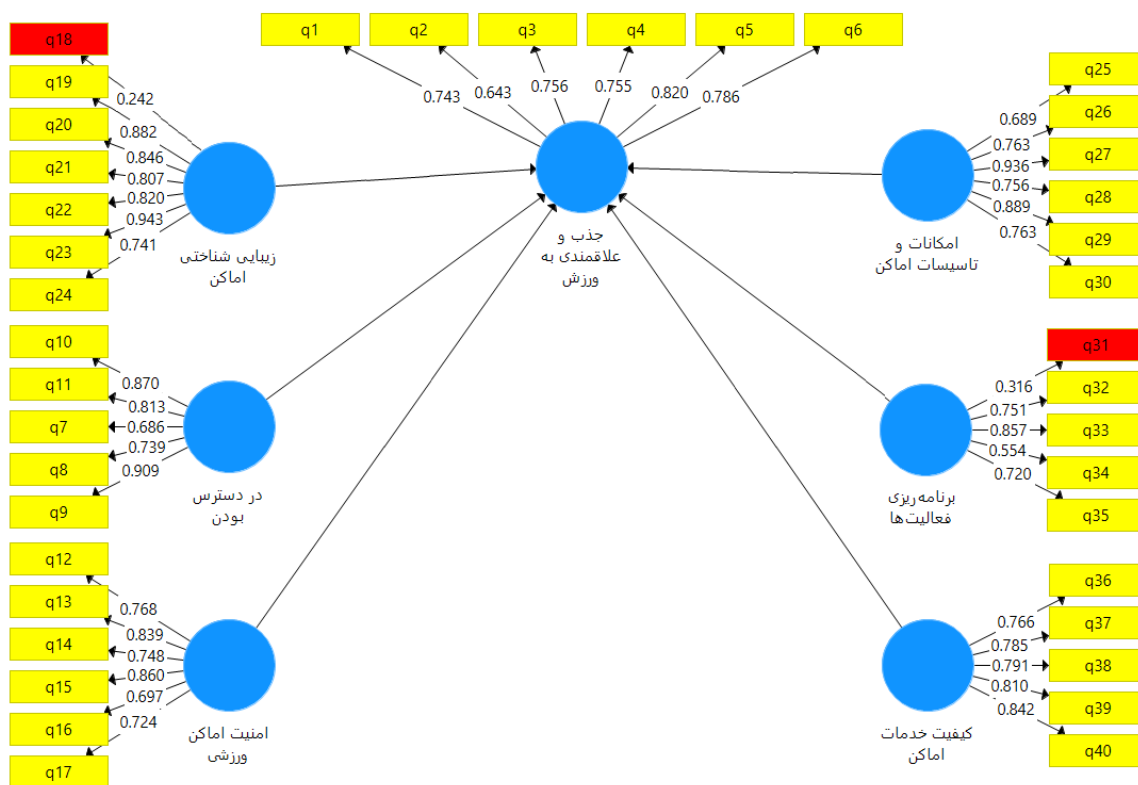 q1
q2
q3
q4
q5
q6
0.743
0.643
0.756
0.755
0.820
0.786
جذب و
علاقمندی به
ورزش
q18
q19
q20
q21
q22
q23
q24
0.242
0.882
0.846
0.807
0.820
0.943
0.741
زیبایی شناختی
اماکن
q10
q11
q7
q8
q9
0.870
0.813
0.686
0.739
0.909
در دسترس
بودن
q12
q13
q14
q15
q16
q17
0.768
0.839
0.748
0.860
0.697
0.724
امنیت اماکن
ورزشی
q25
q26
q27
q28
q29
q30
0.689
0.763
0.936
0.756
0.889
0.763
امکانات و
تاسیسات اماکن
q31
q32
q33
q34
q35
0.316
0.751
0.857
0.554
0.720
برنامه‌ریزی
فعالیت‌ها
q36
q37
q38
q39
q40
0.766
0.785
0.791
0.810
0.842
کیفیت خدمات
اماکن